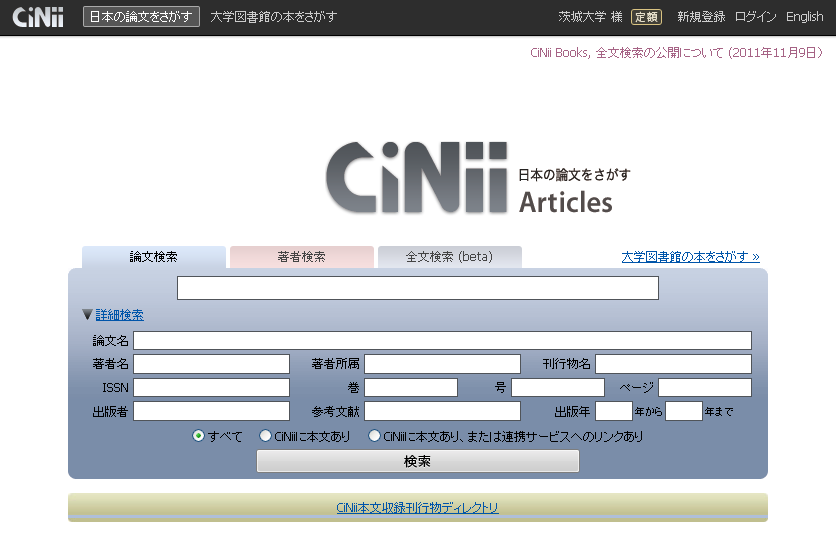 CiNii 日本の論文をさがす 大学図書館の本をさがす 茨城大学 様 定額 新規登録 ログイン English
CiNii Books, 全文検索の公開について (2011年11月9日)
CiNii 日本の論文をさがす
Articles
論文検索 著者検索 全文検索 (beta) 大学図書館の本をさがす »
▼詳細検索
論文名
著者名 著者所属 刊行物名
ISSN 巻 号 ページ
出版者 参考文献 出版年 年から 年まで
すべて CiNiiに本文あり CiNiiに本文あり、または連携サービスへのリンクあり
検索
CiNii本文収録刊行物ディレクトリ